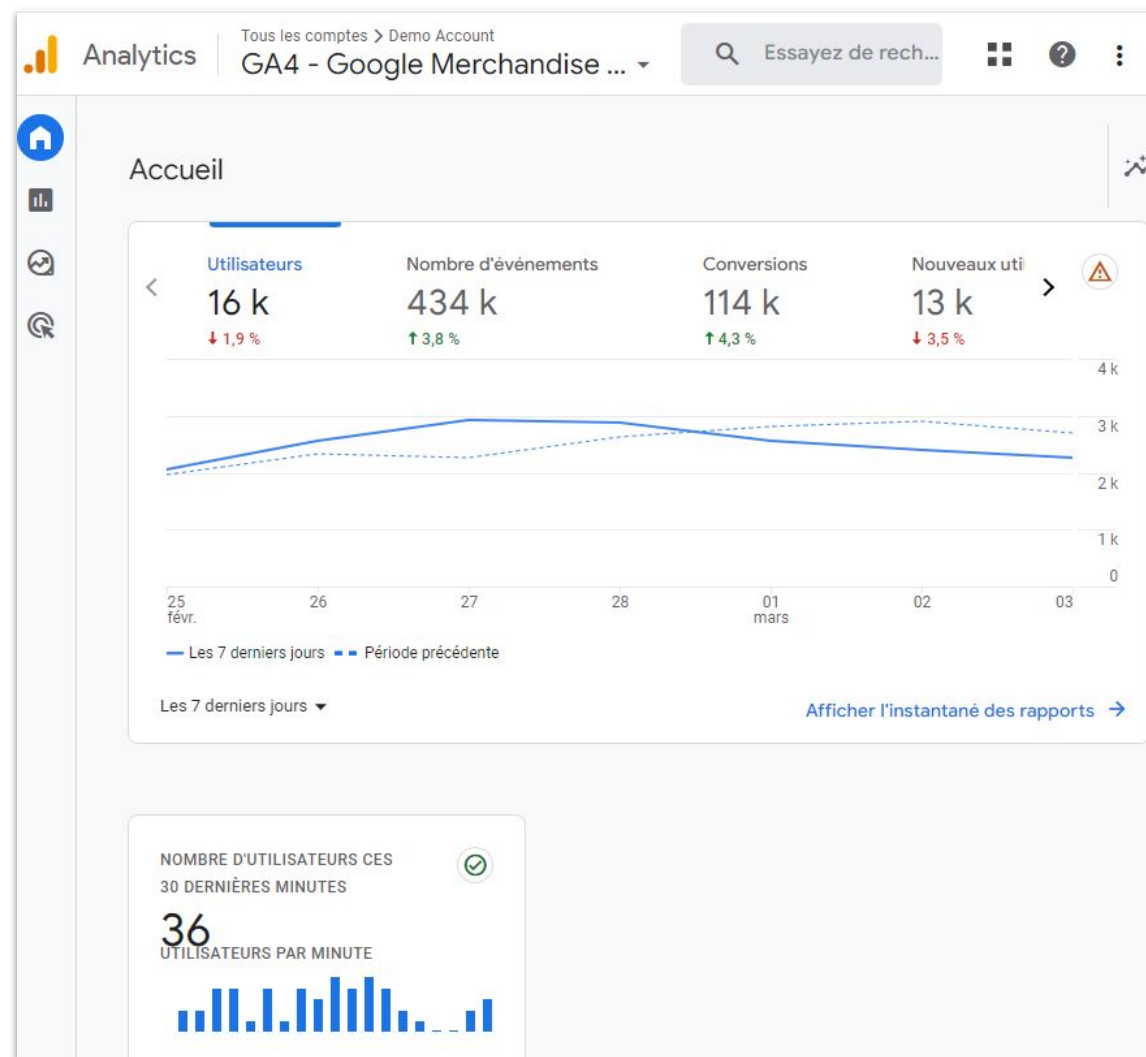 Analytics
Tous les comptes > Demo Account
GA4 - Google Merchandise ...
Essayez de rech...
Accueil
Utilisateurs
16 k
1,9 %
Nombre d'événements
434 k
3,8 %
Conversions
114 k
4,3 %
Nouveaux uti
13 k
3,5 %
4 k
3 k
2 k
1 k
0
25 févr.
26
27
28
01 mars
02
03
Les 7 derniers jours
Période précédente
Les 7 derniers jours
Afficher l'instantané des rapports
NOMBRE D'UTILISATEURS CES
30 DERNIÈRES MINUTES
36
UTILISATEURS PAR MINUTE